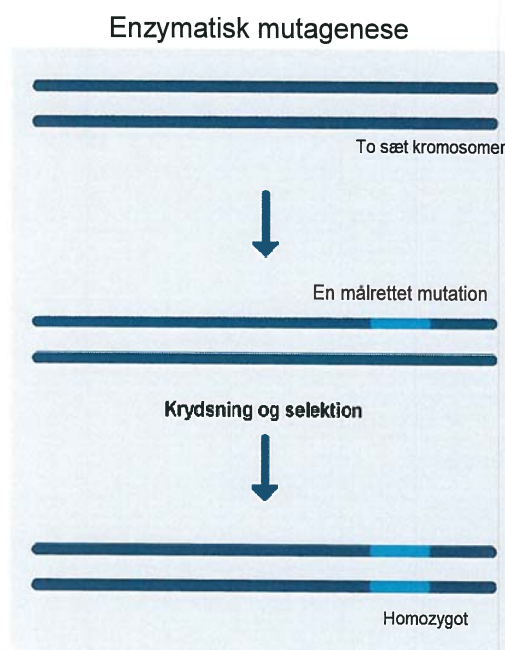 Enzymatisk mutagenese
To sæt kromosomer
En målrettet mutation
Krydsning og selektion
Homozygot